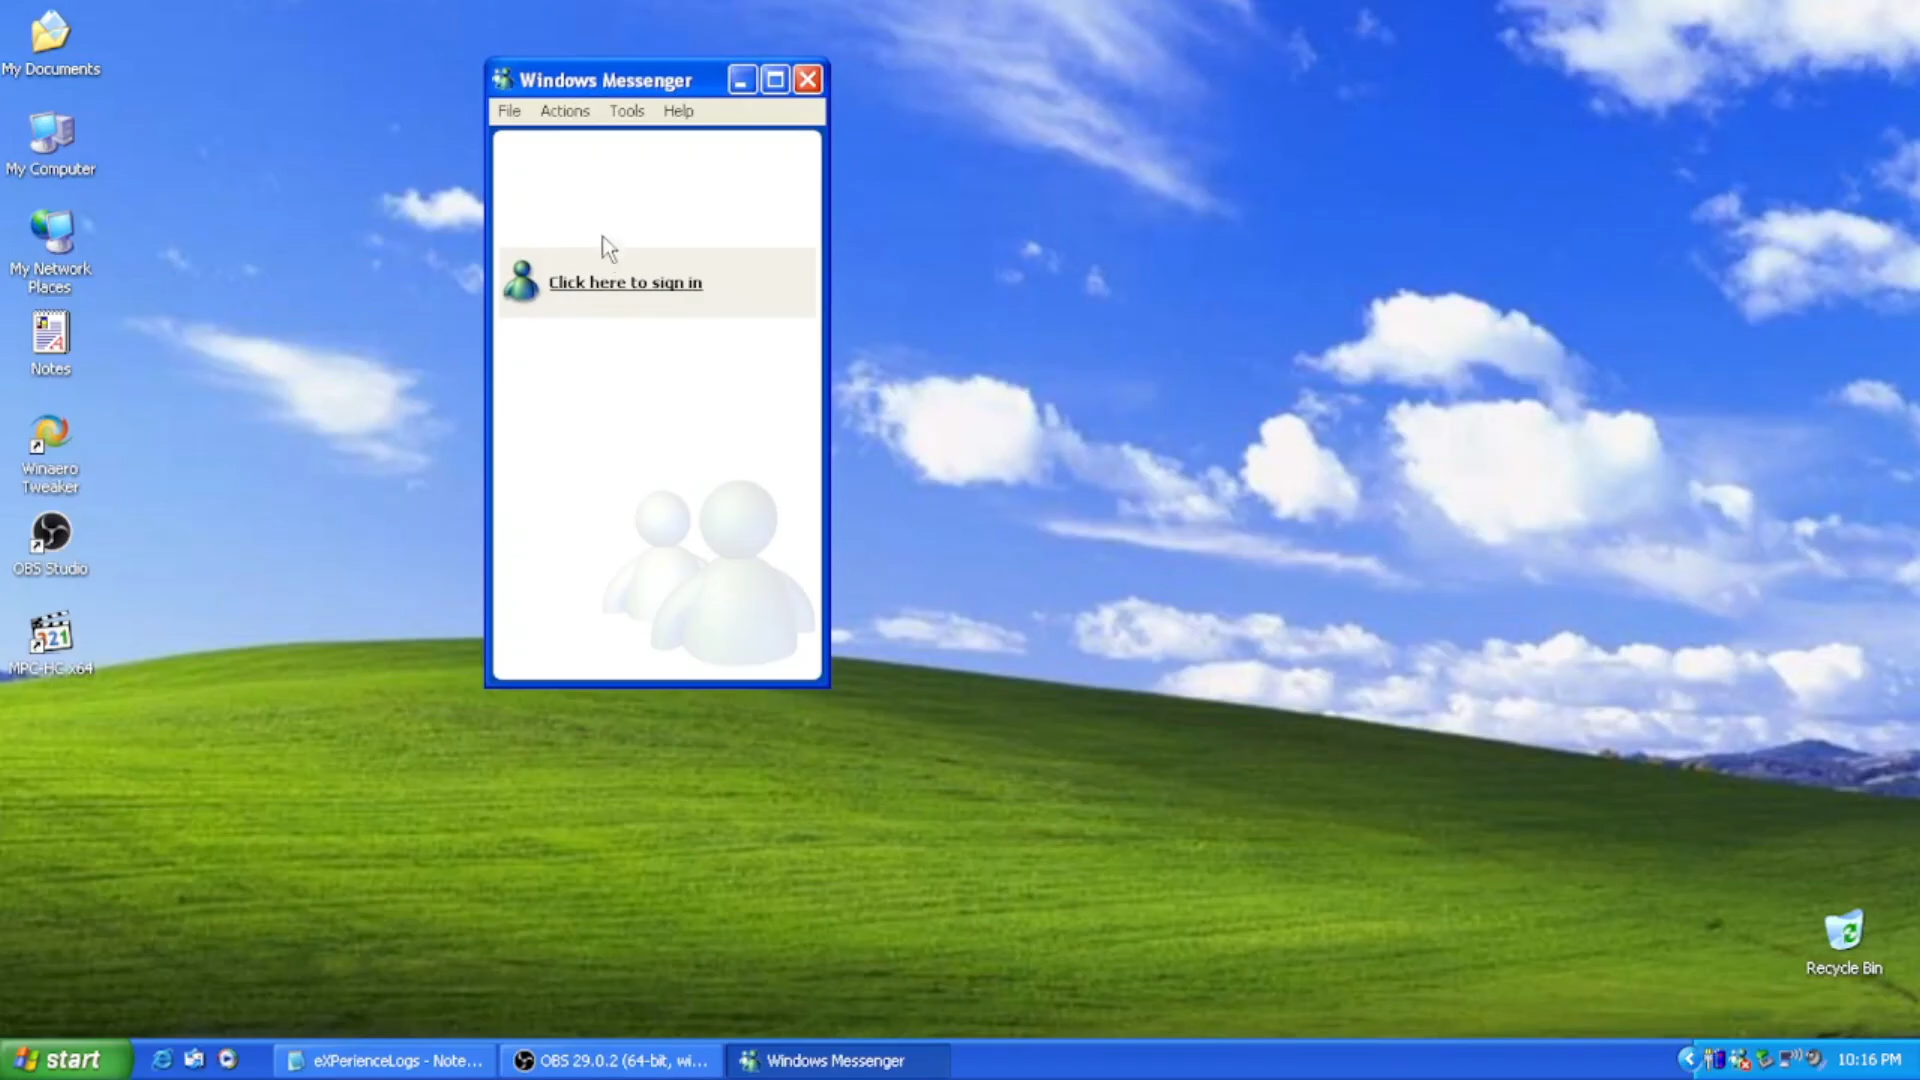 My Documents
My Computer
My Network
Places
Notes
Winaero
Tweaker
OBS Studio
MPC-HC x64
Windows Messenger
File Actions Tools Help
Click here to sign in
Recycle Bin
start
eXPerienceLogs - Note...
OBS 29.0.2 (64-bit, wi...
Windows Messenger
10:16 PM